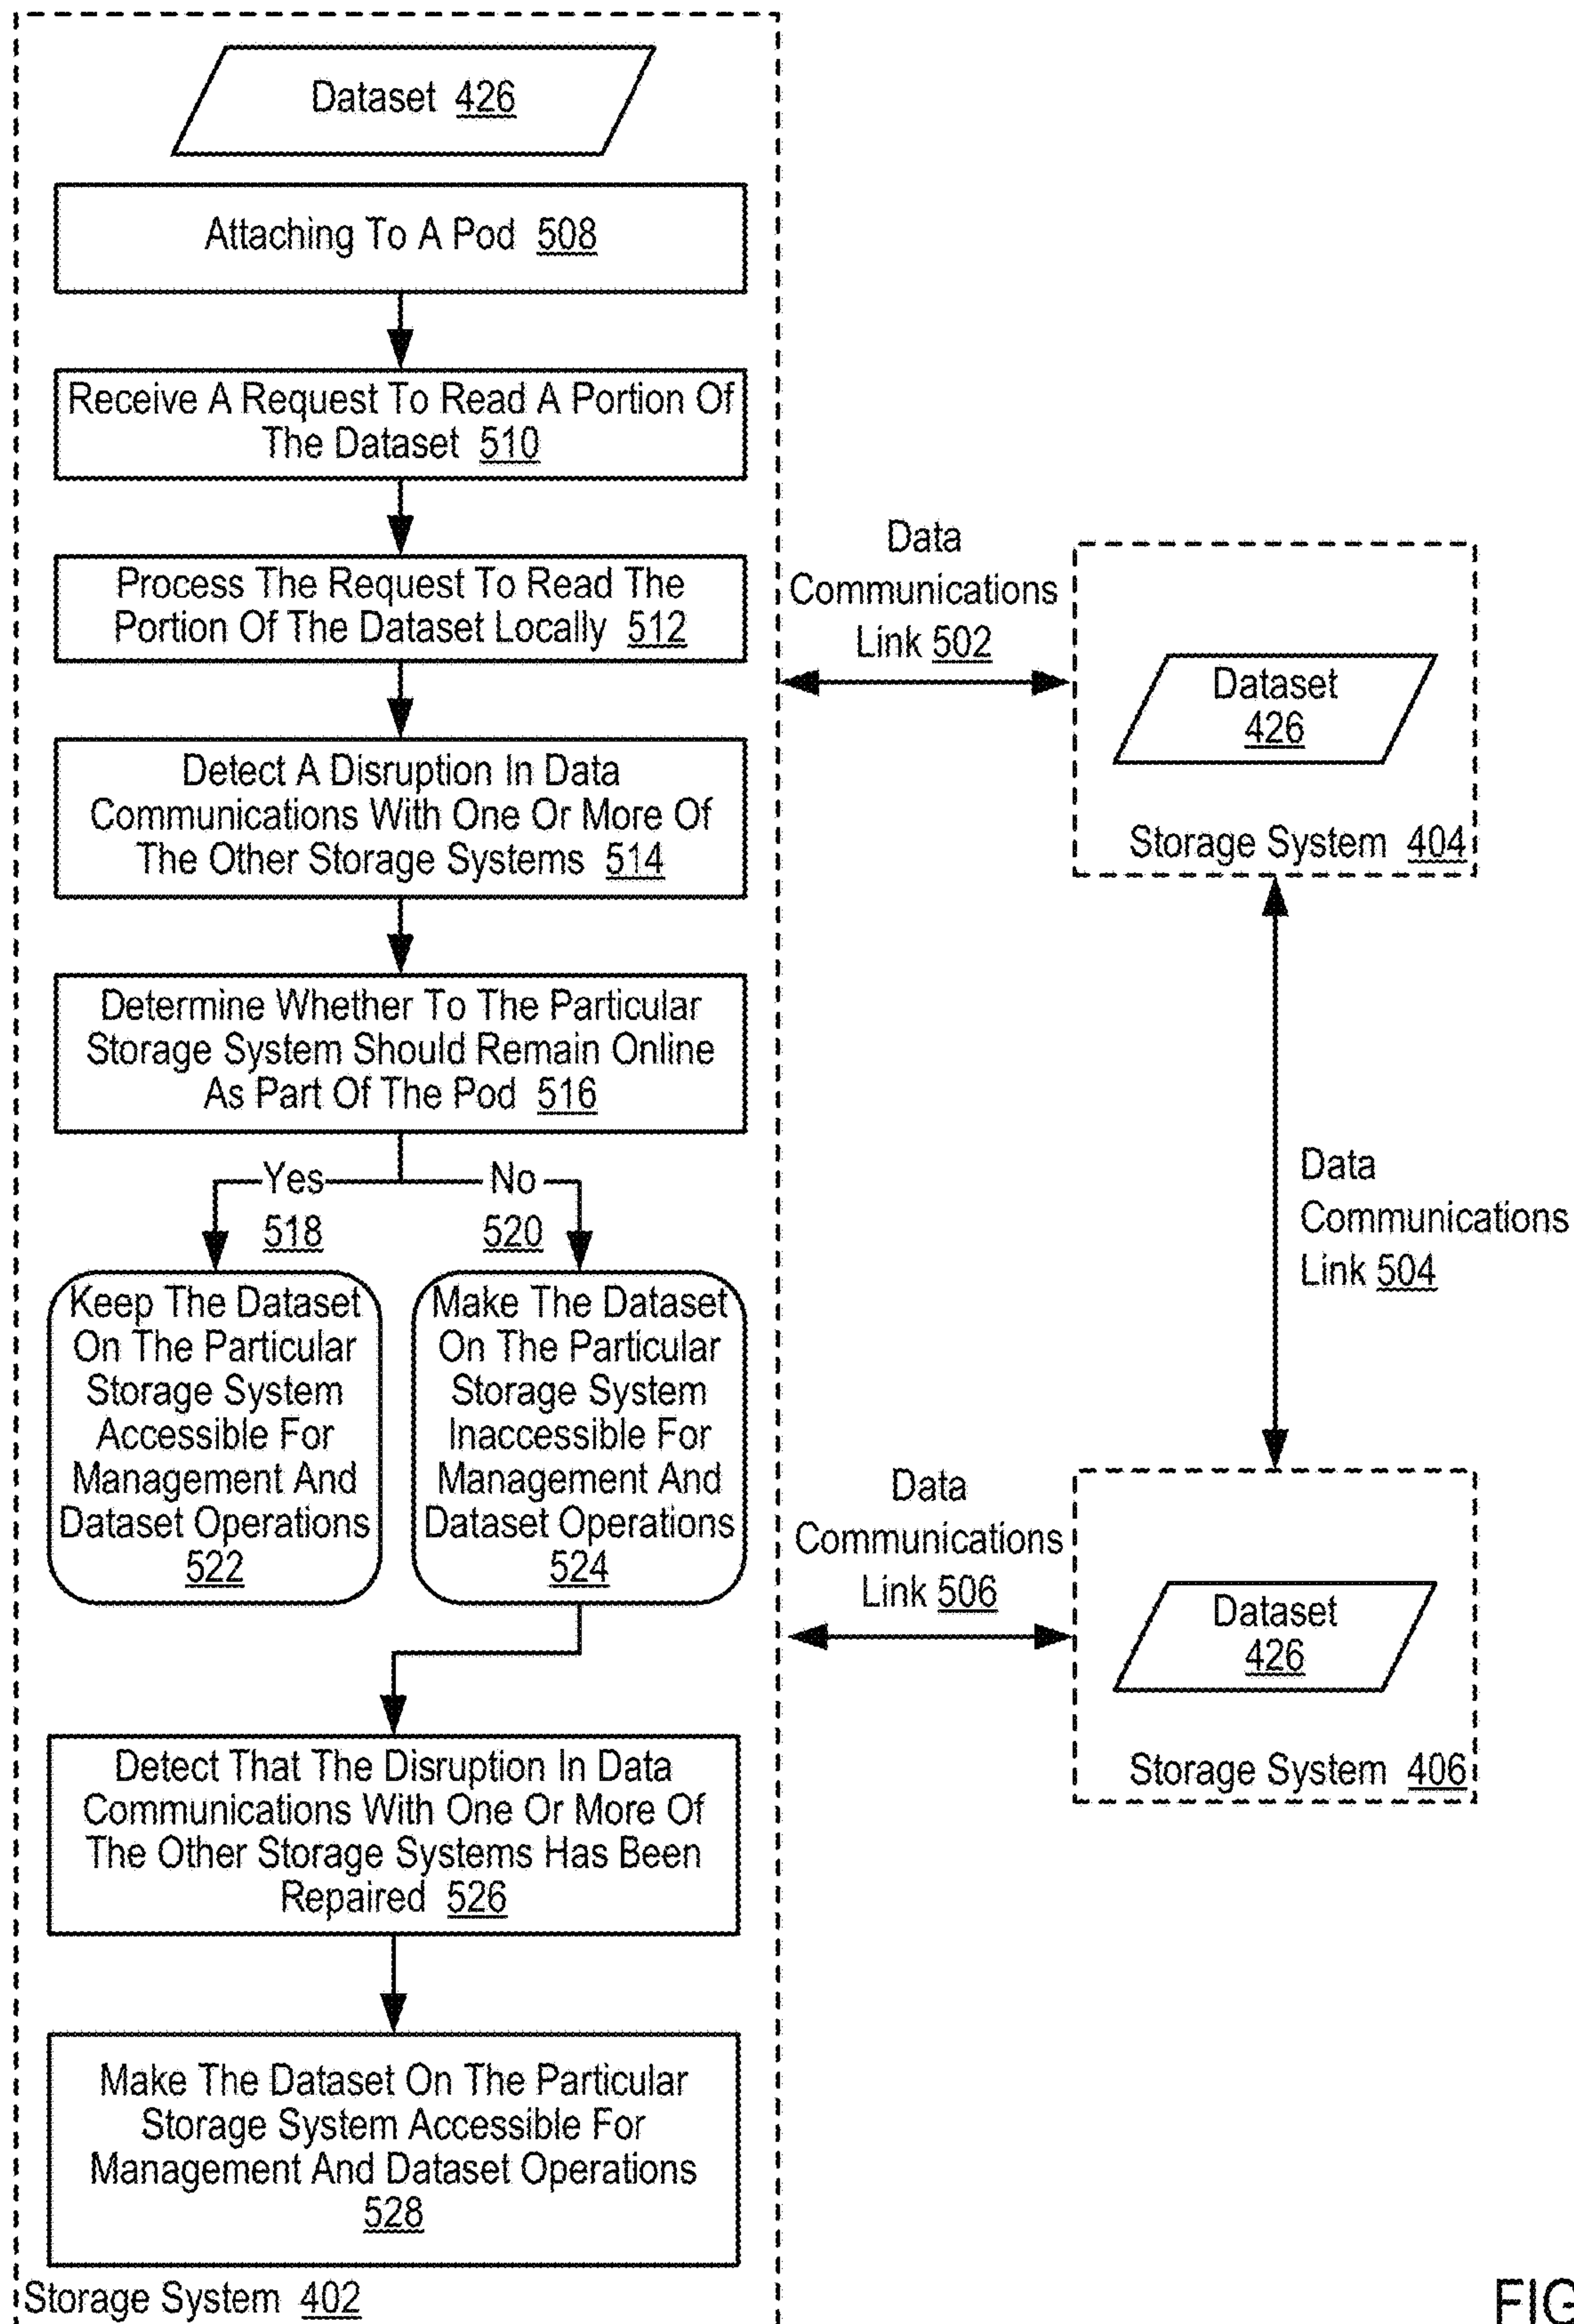 Dataset 426
Attaching To A Pod 508
Receive A Request To Read A Portion Of
The Dataset 510
Process The Request To Read The
Portion Of The Dataset Locally 512
Detect A Disruption In Data
Communications With One Or More Of
The Other Storage Systems 514
Determine Whether To The Particular
Storage System Should Remain Online
As Part Of The Pod 516
Yes
518
No
520
Keep The Dataset
On The Particular
Storage System
Accessible For
Management And
Dataset Operations
522
Make The Dataset
On The Particular
Storage System
Inaccessible For
Management And
Dataset Operations
524
Detect That The Disruption In Data
Communications With One Or More Of
The Other Storage Systems Has Been
Repaired 526
Make The Dataset On The Particular
Storage System Accessible For
Management And Dataset Operations
528
Storage System 402
Data
Communications
Link 502
Dataset
426
Storage System 404
Data
Communications
Link 504
Data
Communications
Link 506
Dataset
426
Storage System 406
FIG